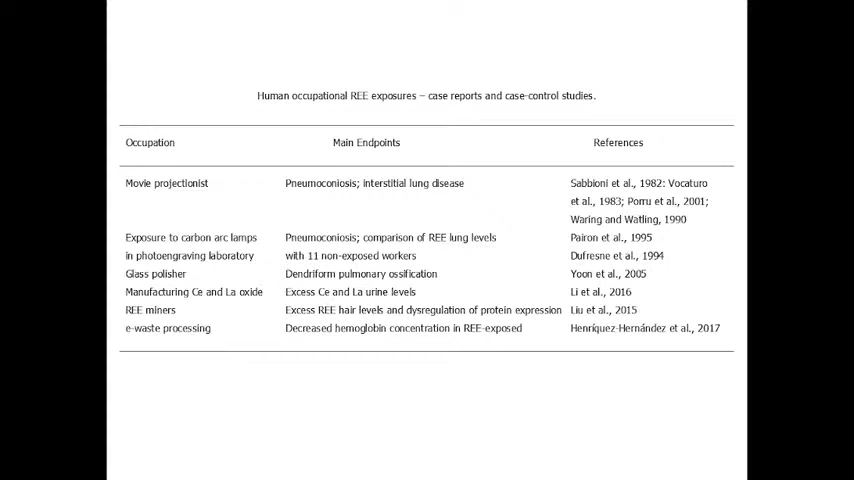 Human occupational REE exposures – case reports and case-control studies.
Occupation Main Endpoints References
Movie projectionist Pneumoconiosis; interstitial lung disease Sabbioni et al., 1982: Vocaturo
et al., 1983; Porru et al., 2001;
Waring and Watling, 1990
Exposure to carbon arc lamps Pneumoconiosis; comparison of REE lung levels Pairon et al., 1995
in photoengraving laboratory with 11 non-exposed workers Dufresne et al., 1994
Glass polisher Dendriform pulmonary ossification Yoon et al., 2005
Manufacturing Ce and La oxide Excess Ce and La urine levels Li et al., 2016
REE miners Excess REE hair levels and dysregulation of protein expression Liu et al., 2015
e-waste processing Decreased hemoglobin concentration in REE-exposed Henríquez-Hernández et al., 2017